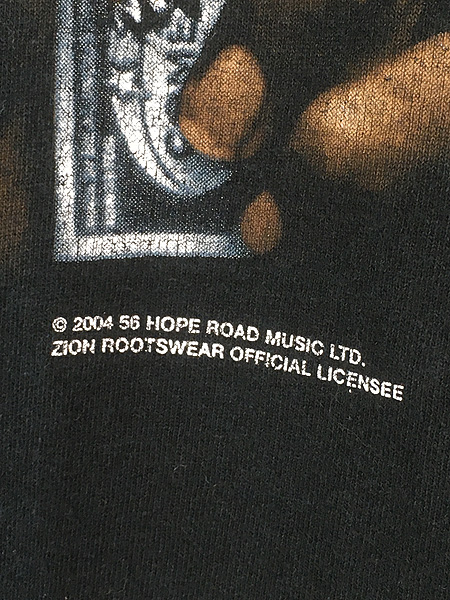 © 2004 56 HOPE ROAD MUSIC LTD.
ZION ROOTSWEAR OFFICIAL LICENSEE